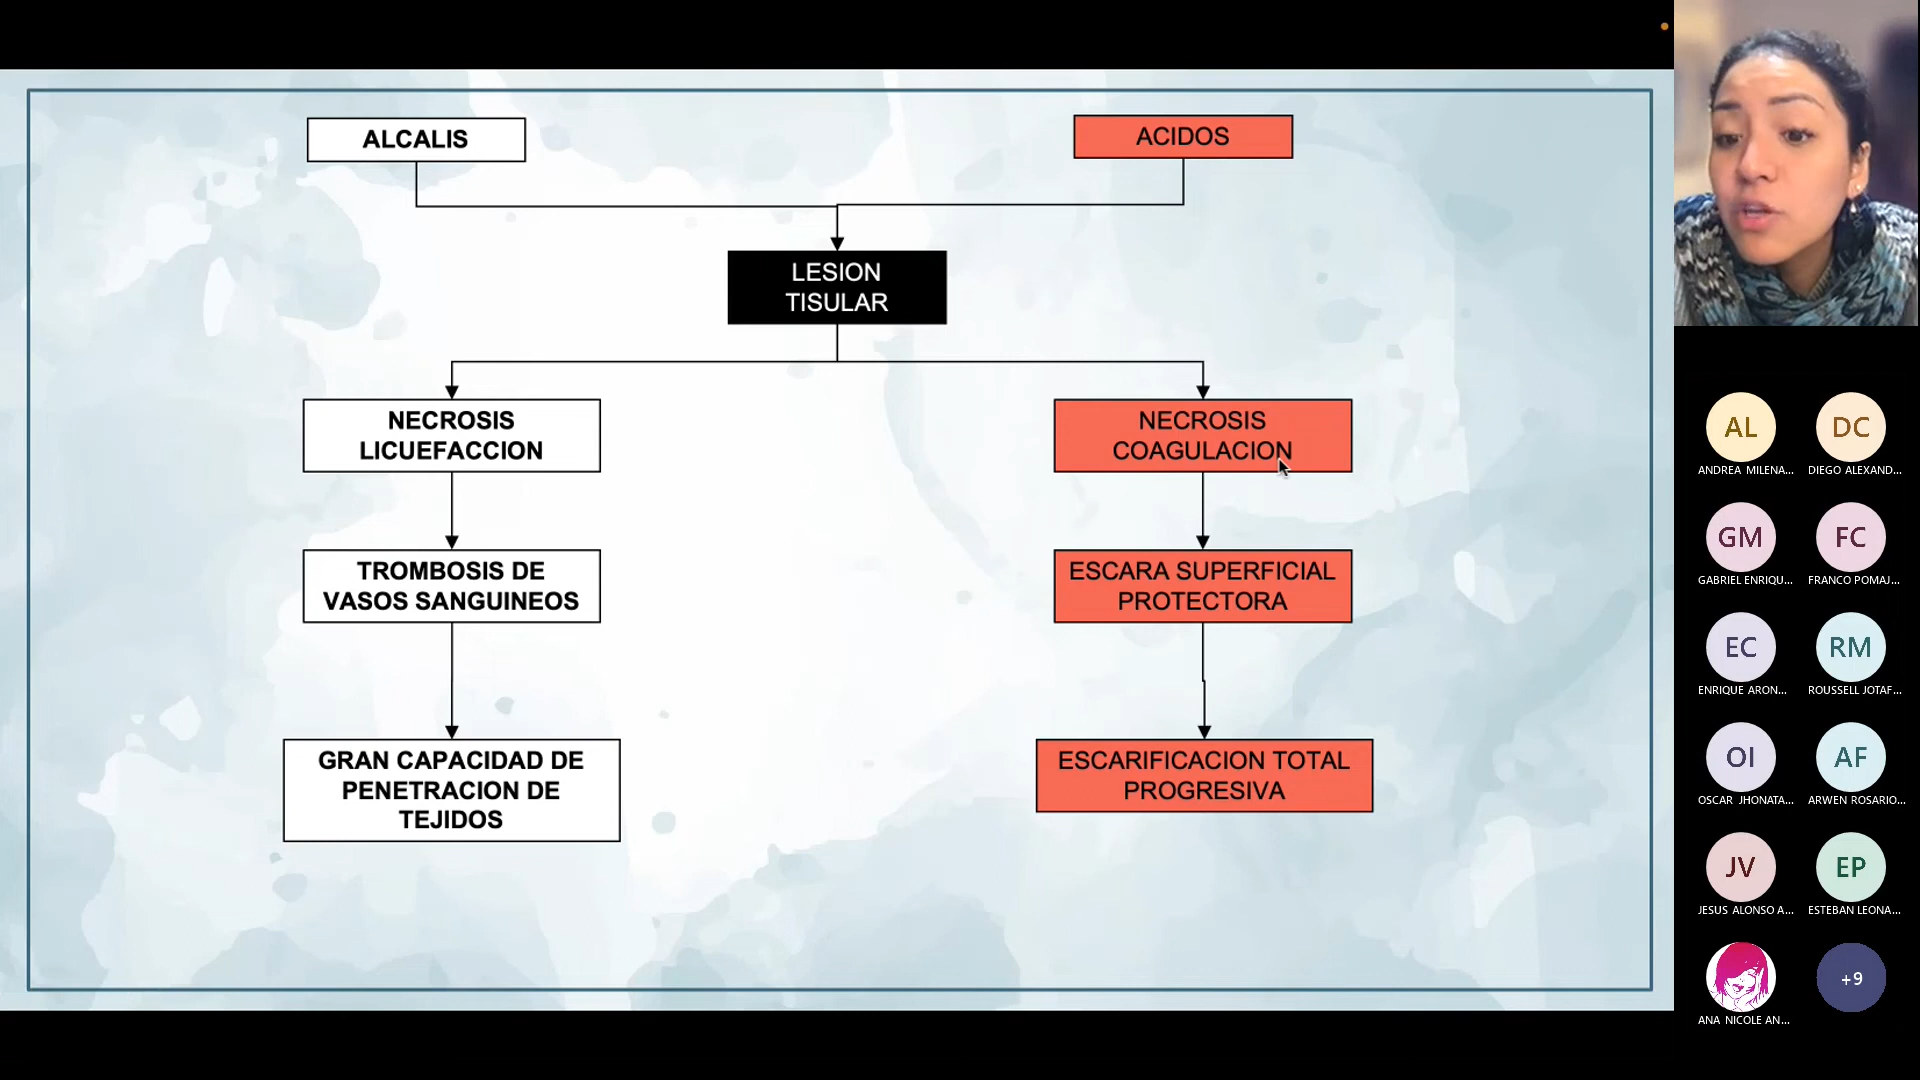 ALCALIS
ACIDOS
LESION
TISULAR
NECROSIS
LICUEFACCION
NECROSIS
COAGULACION
TROMBOSIS DE
VASOS SANGUINEOS
ESCARA SUPERFICIAL
PROTECTORA
GRAN CAPACIDAD DE
PENETRACION DE
TEJIDOS
ESCARIFICACION TOTAL
PROGRESIVA
AL
DC
ANDREA MILENA...
DIEGO ALEXAND...
GM
FC
GABRIEL ENRIQU...
FRANCO POMAJ...
EC
RM
ENRIQUE ARON...
ROUSSELL JOTAF...
OI
AF
OSCAR JHONATA...
ARWEN ROSARIO...
JV
EP
JESUS ALONSO A...
ESTEBAN LEONA...
+9
ANA NICOLE AN...